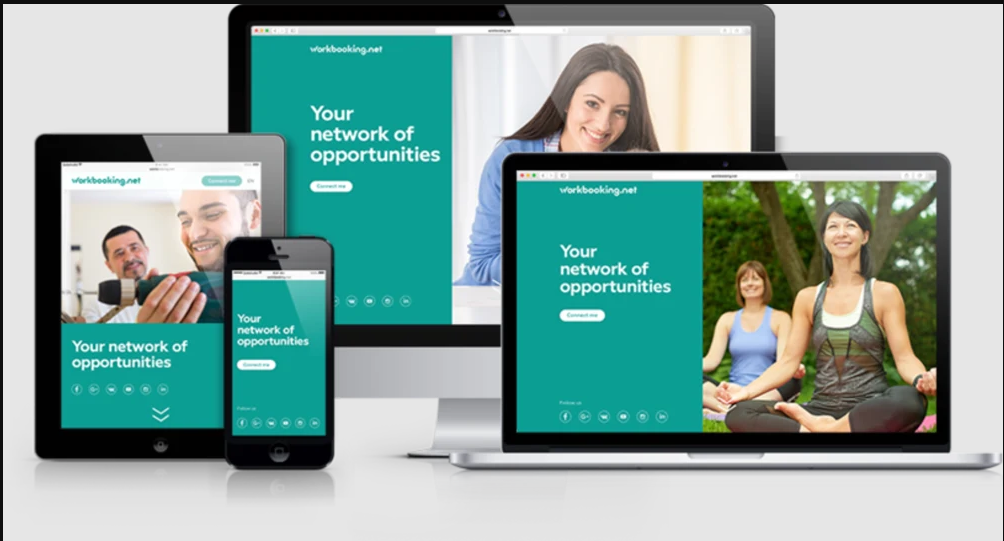 workbooking.net
Your
network of
opportunities
Connect me
workbooking.net
Connect me
Your network of
opportunities
Your
network of
opportunities
Connect me
Follow us
workbooking.net
Your
network of
opportunities
Connect me
Follow us